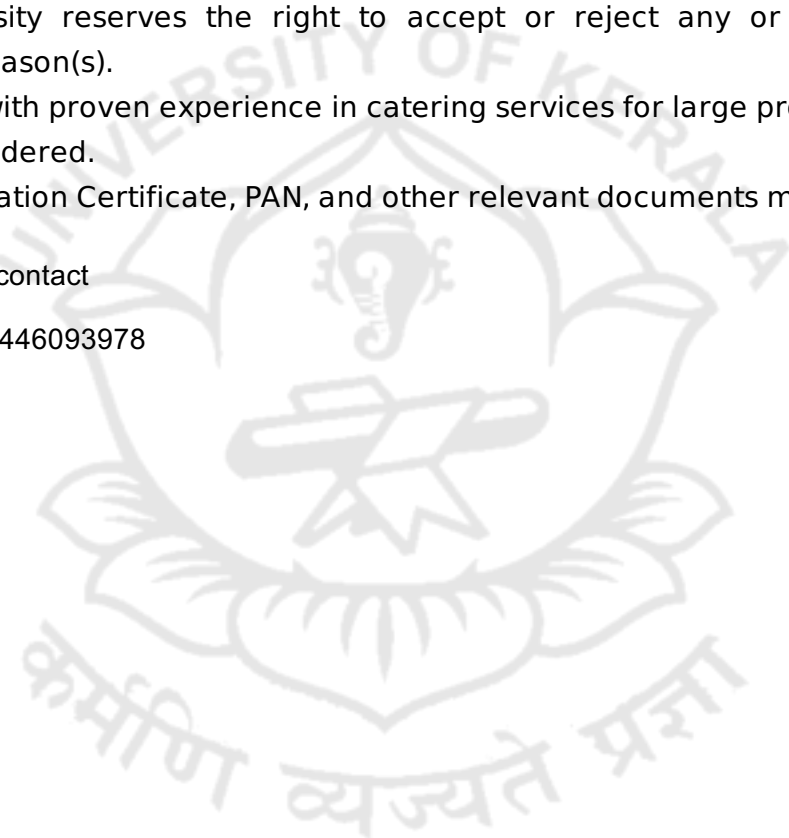 sity reserves the right to accept or reject any or
ason(s).
with proven experience in catering services for large pro
dered.
ation Certificate, PAN, and other relevant documents m
contact
446093978
UNIVERSITY OF KERALA
कर्मणि व्यज्यते प्रज्ञा